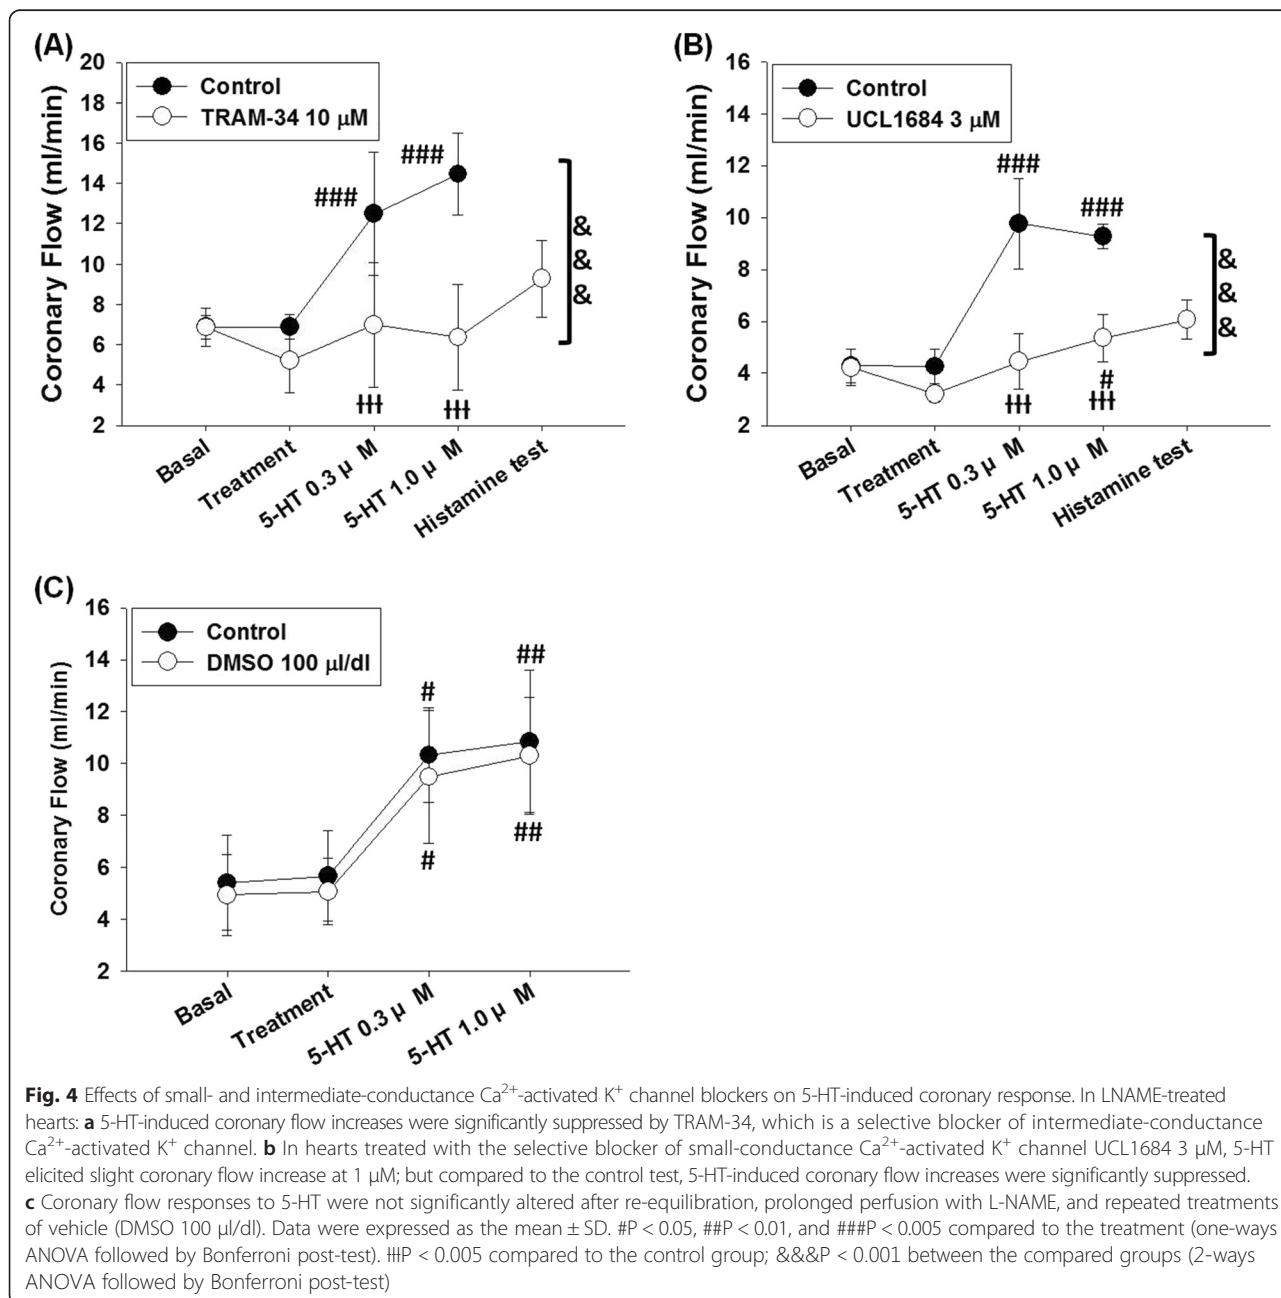 (A)
20
18
16
14
12
10
8
6
4
2
Coronary Flow (ml/min)
Control
TRAM-34 10 μM
###
###
ƚƚƚ
ƚƚƚ
&
&
&
Basal
Treatment
5-HT 0.3 μ M
5-HT 1.0 μ M
Histamine test
(B)
16
14
12
10
8
6
4
2
Coronary Flow (ml/min)
Control
UCL1684 3 μM
###
###
#
ƚƚƚ
ƚƚƚ
&
&
&
Basal
Treatment
5-HT 0.3 μ M
5-HT 1.0 μ M
Histamine test
(C)
16
14
12
10
8
6
4
2
Coronary Flow (ml/min)
Control
DMSO 100 μl/dl
#
##
#
##
Basal
Treatment
5-HT 0.3 μ M
5-HT 1.0 μ M
Fig. 4 Effects of small- and intermediate-conductance Ca²⁺-activated K⁺ channel blockers on 5-HT-induced coronary response. In LNAME-treated
hearts: a 5-HT-induced coronary flow increases were significantly suppressed by TRAM-34, which is a selective blocker of intermediate-conductance
Ca²⁺-activated K⁺ channel. b In hearts treated with the selective blocker of small-conductance Ca²⁺-activated K⁺ channel UCL1684 3 μM, 5-HT
elicited slight coronary flow increase at 1 μM; but compared to the control test, 5-HT-induced coronary flow increases were significantly suppressed.
c Coronary flow responses to 5-HT were not significantly altered after re-equilibration, prolonged perfusion with L-NAME, and repeated treatments
of vehicle (DMSO 100 μl/dl). Data were expressed as the mean ± SD. #P < 0.05, ##P < 0.01, and ###P < 0.005 compared to the treatment (one-ways
ANOVA followed by Bonferroni post-test). ƚƚƚP < 0.005 compared to the control group; &&&P < 0.001 between the compared groups (2-ways
ANOVA followed by Bonferroni post-test)